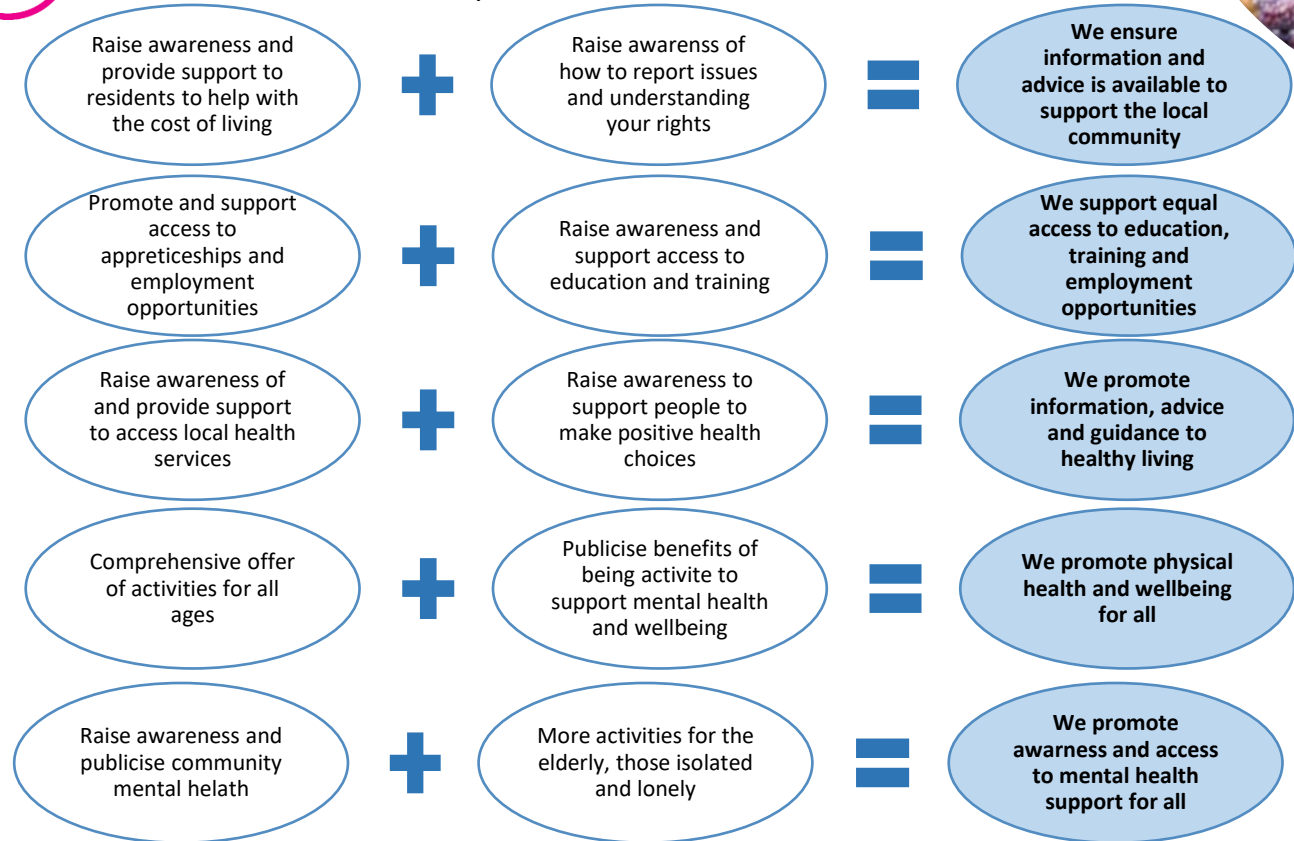 Raise awareness and
provide support to
residents to help with
the cost of living
Raise awarenss of
how to report issues
and understanding
your rights
We ensure
information and
advice is available to
support the local
community
Promote and support
access to
appreticeships and
employment
opportunities
Raise awareness and
support access to
education and training
We support equal
access to education,
training and
employment
opportunities
Raise awareness of
and provide support
to access local health
services
Raise awareness to
support people to
make positive health
choices
We promote
information, advice
and guidance to
healthy living
Comprehensive offer
of activities for all
ages
Publicise benefits of
being activite to
support mental health
and wellbeing
We promote physical
health and wellbeing
for all
Raise awareness and
publicise community
mental helath
More activities for the
elderly, those isolated
and lonely
We promote
awarness and access
to mental health
support for all